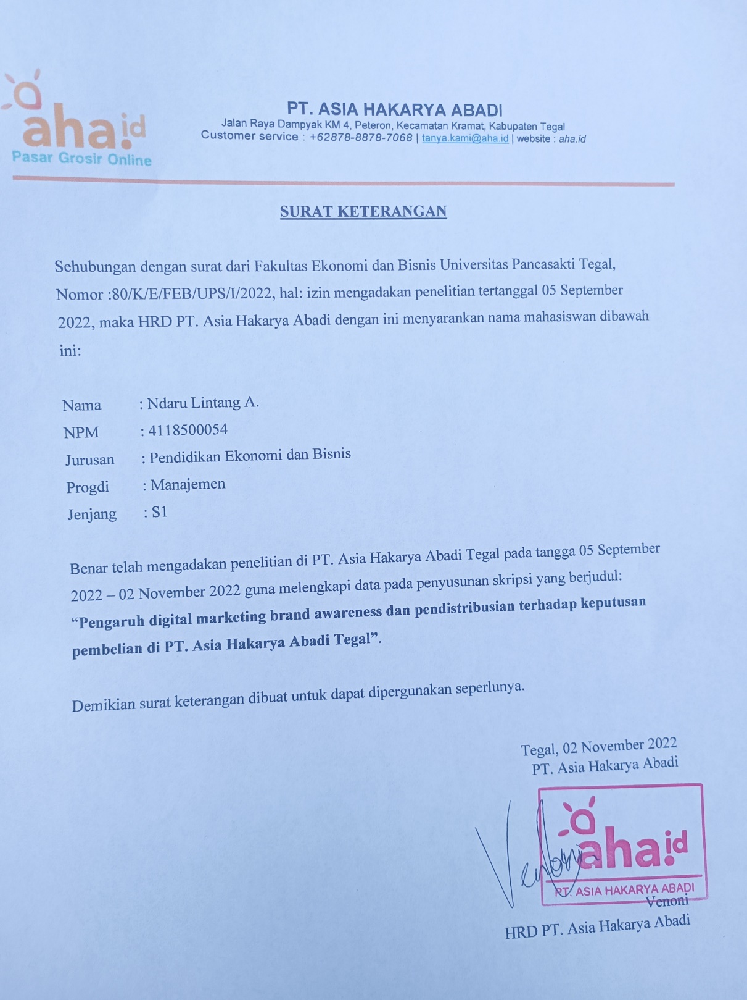 aha.id
Pasar Grosir Online
PT. ASIA HAKARYA ABADI
Jalan Raya Dampyak KM 4, Peteron, Kecamatan Kramat, Kabupaten Tegal
Customer service : +62878-8878-7068 | tanya.kami@aha.id | website : aha.id
SURAT KETERANGAN
Sehubungan dengan surat dari Fakultas Ekonomi dan Bisnis Universitas Pancasakti Tegal,
Nomor :80/K/E/FEB/UPS/I/2022, hal: izin mengadakan penelitian tertanggal 05 September
2022, maka HRD PT. Asia Hakarya Abadi dengan ini menyarankan nama mahasiswan dibawah
ini:
Nama : Ndaru Lintang A.
NPM : 4118500054
Jurusan : Pendidikan Ekonomi dan Bisnis
Progdi : Manajemen
Jenjang : S1
Benar telah mengadakan penelitian di PT. Asia Hakarya Abadi Tegal pada tangga 05 September
2022 – 02 November 2022 guna melengkapi data pada penyusunan skripsi yang berjudul:
“Pengaruh digital marketing brand awareness dan pendistribusian terhadap keputusan
pembelian di PT. Asia Hakarya Abadi Tegal”.
Demikian surat keterangan dibuat untuk dapat dipergunakan seperlunya.
Tegal, 02 November 2022
PT. Asia Hakarya Abadi
aha.id
PT. ASIA HAKARYA ABADI
Venoni
HRD PT. Asia Hakarya Abadi